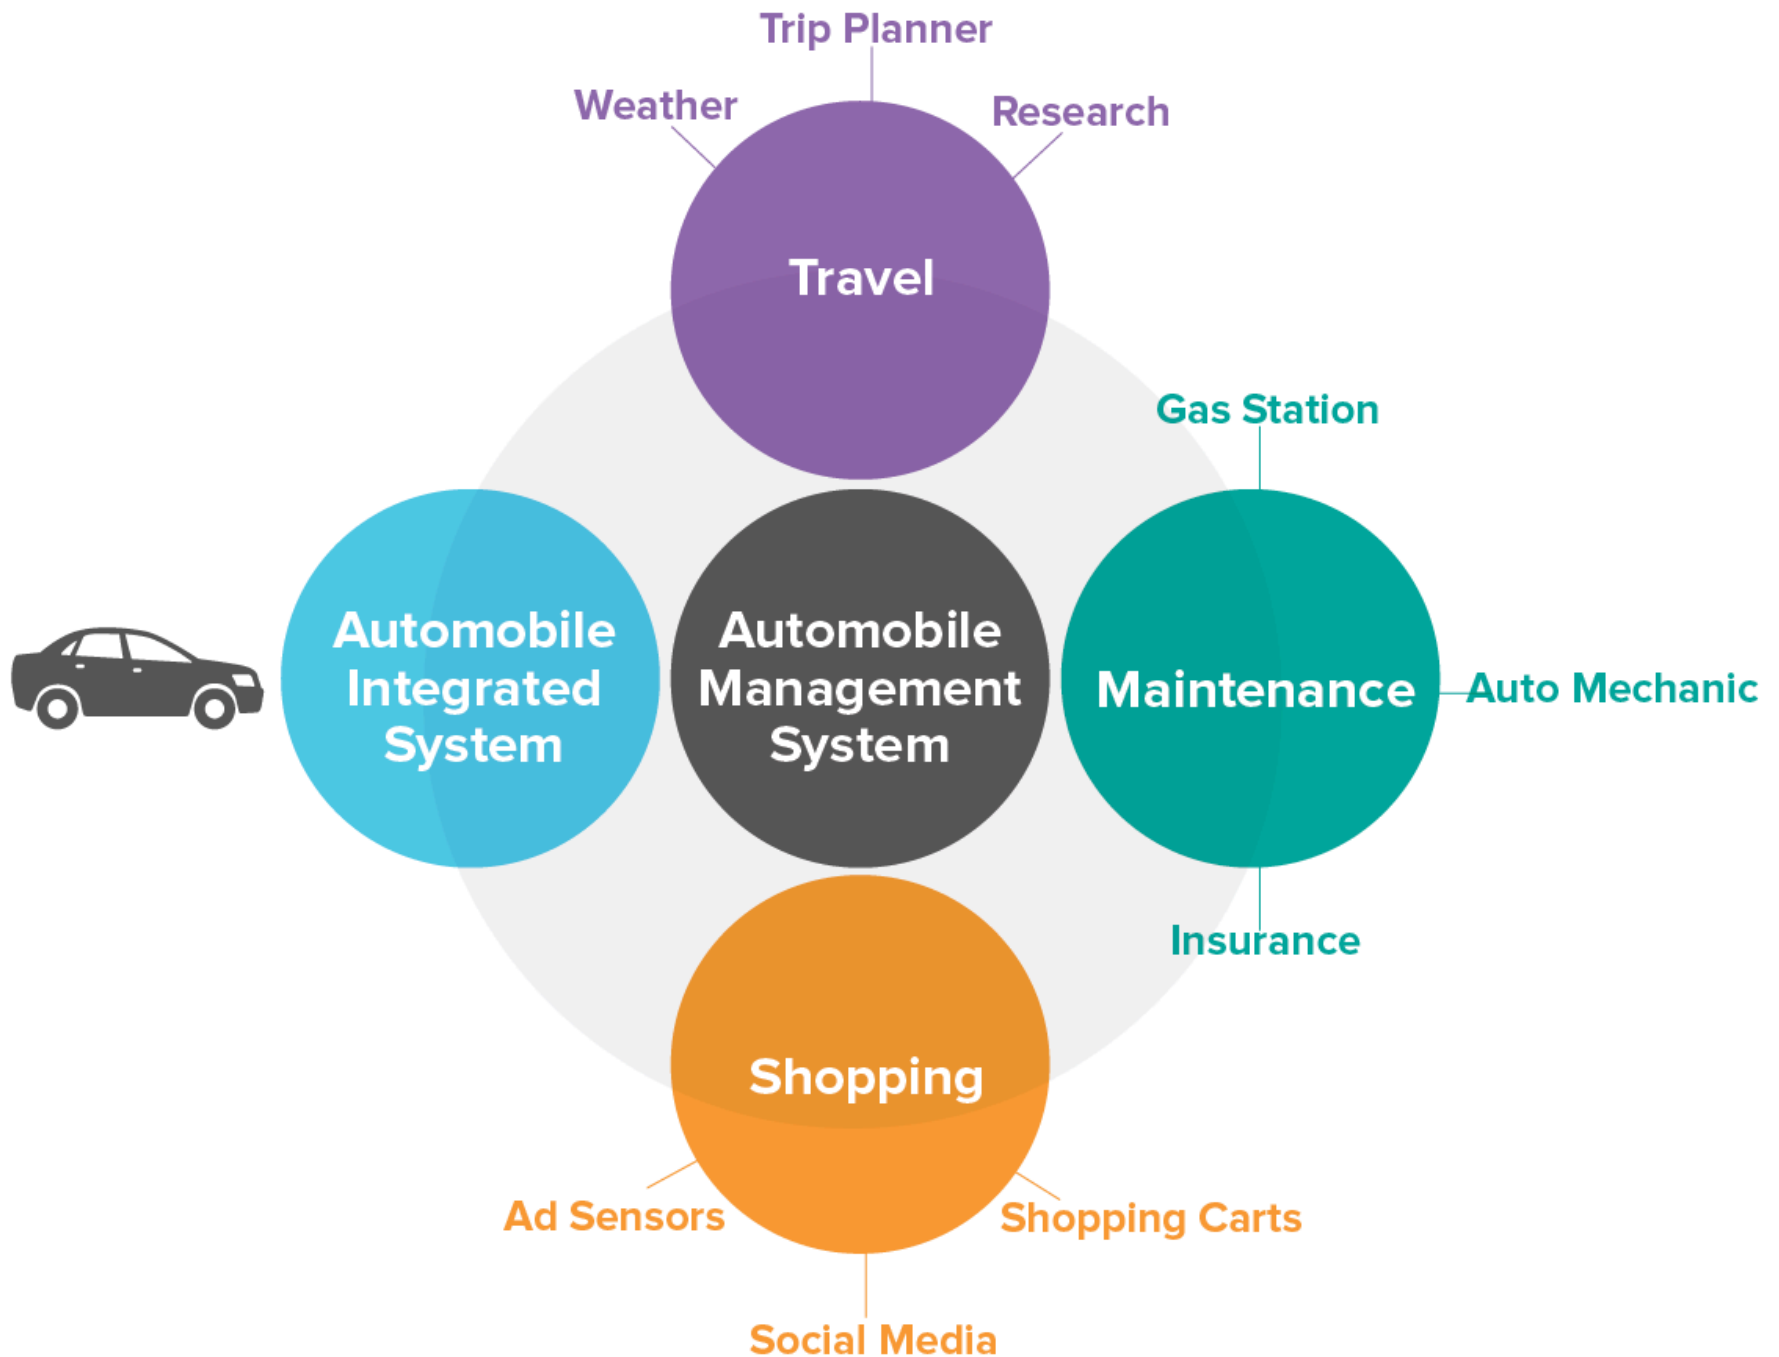 Trip Planner
Weather
Research
Travel
Gas Station
Automobile
Integrated
System
Automobile
Management
System
Maintenance
Auto Mechanic
Insurance
Shopping
Ad Sensors
Shopping Carts
Social Media